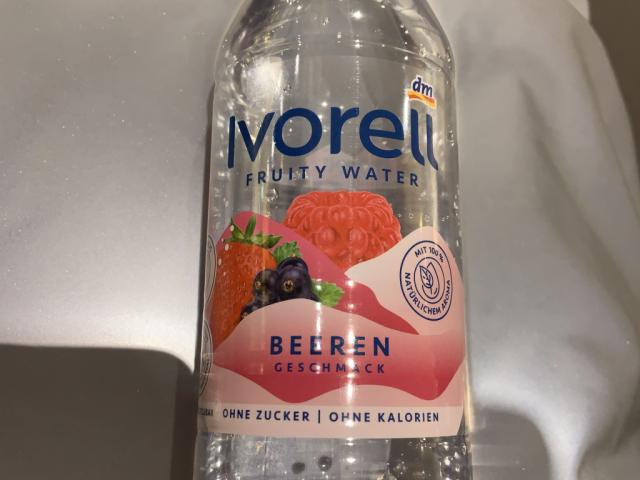 dm
Ivorell
FRUITY WATER
MIT 100%
NATÜRLICHEM AROMA
BEEREN
GESCHMACK
OHNE ZUCKER | OHNE KALORIEN